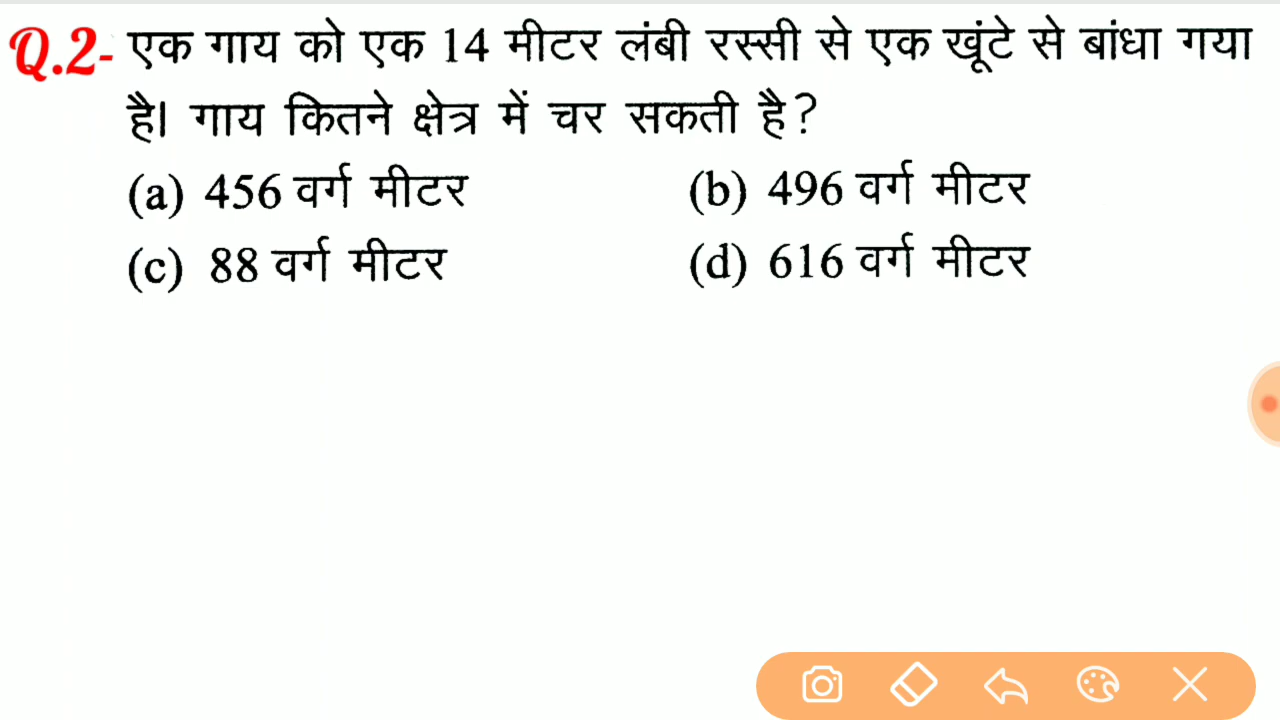 Q.2- एक गाय को एक 14 मीटर लंबी रस्सी से एक खूंटे से बांधा गया
है। गाय कितने क्षेत्र में चर सकती है?
(a) 456 वर्ग मीटर (b) 496 वर्ग मीटर
(c) 88 वर्ग मीटर (d) 616 वर्ग मीटर